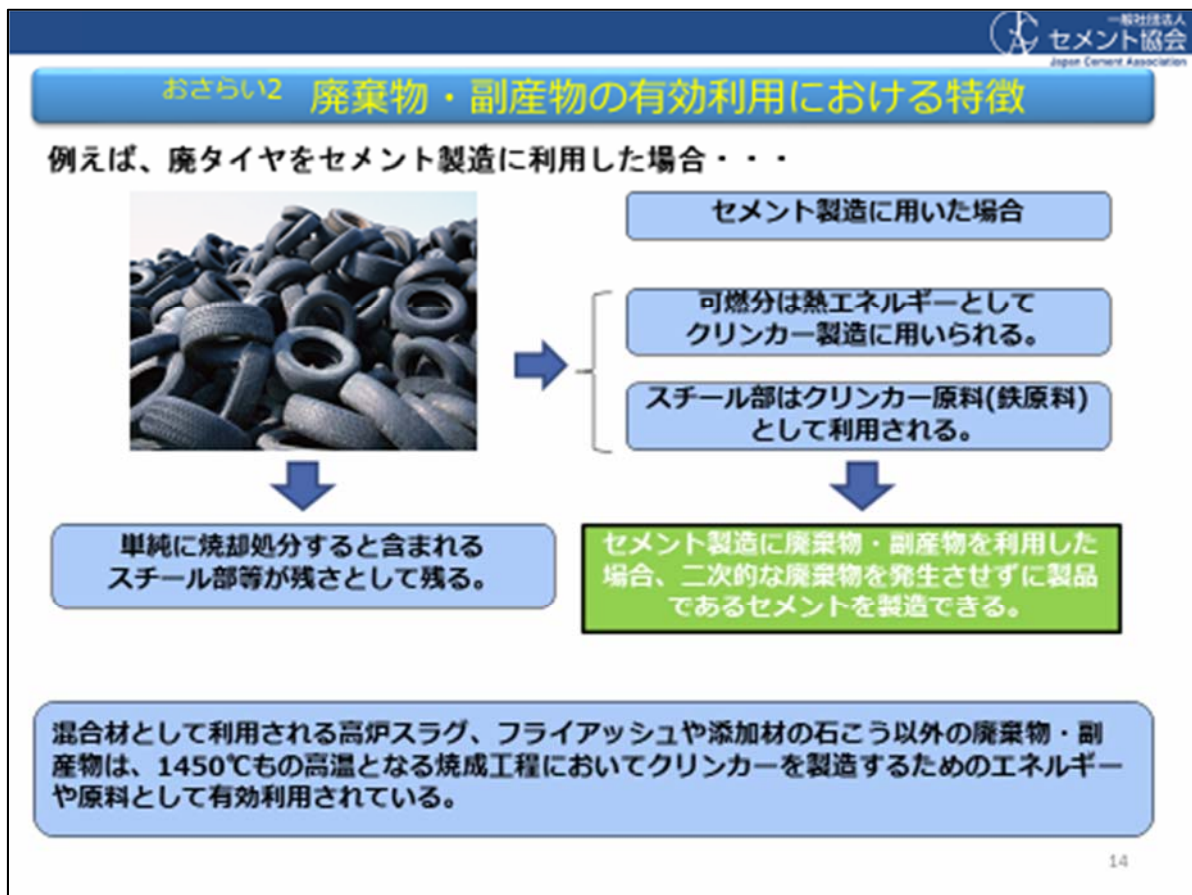 一般社団法人
セメント協会
Japan Cement Association
おさらい2 廃棄物・副産物の有効利用における特徴
例えば、廃タイヤをセメント製造に利用した場合・・・
セメント製造に用いた場合
可燃分は熱エネルギーとして
クリンカー製造に用いられる。
スチール部はクリンカー原料(鉄原料)
として利用される。
単純に焼却処分すると含まれる
スチール部等が残さとして残る。
セメント製造に廃棄物・副産物を利用した
場合、二次的な廃棄物を発生させずに製品
であるセメントを製造できる。
混合材として利用される高炉スラグ、フライアッシュや添加材の石こう以外の廃棄物・副
産物は、1450℃もの高温となる焼成工程においてクリンカーを製造するためのエネルギー
や原料として有効利用されている。
14